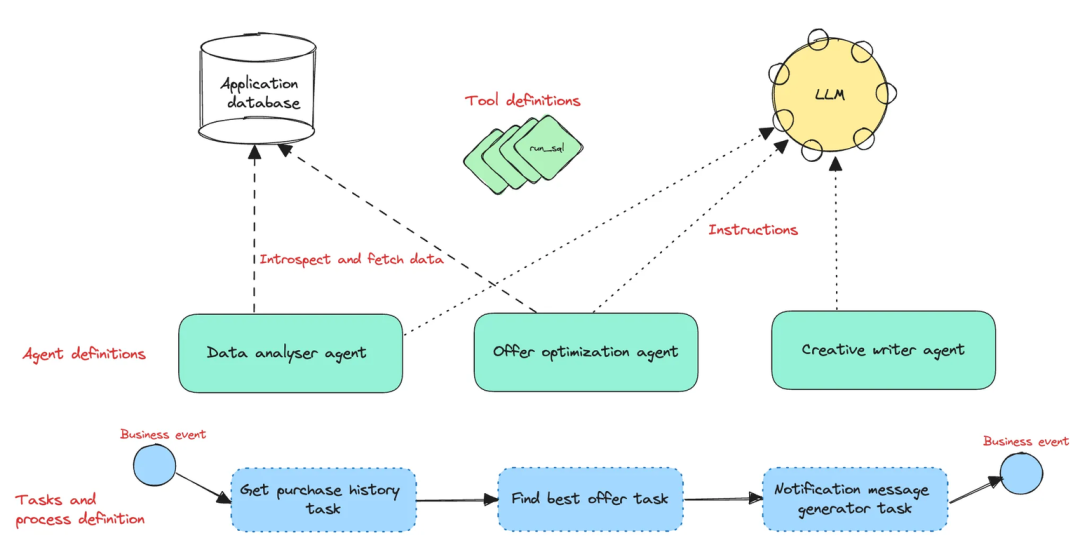 Application
database
Tool definitions
run_sql
LLM
Instructions
Introspect and fetch data
Agent definitions
Data analyser agent
Offer optimization agent
Creative writer agent
Business event
Business event
Tasks and
process definition
Get purchase history
task
Find best offer task
Notification message
generator task